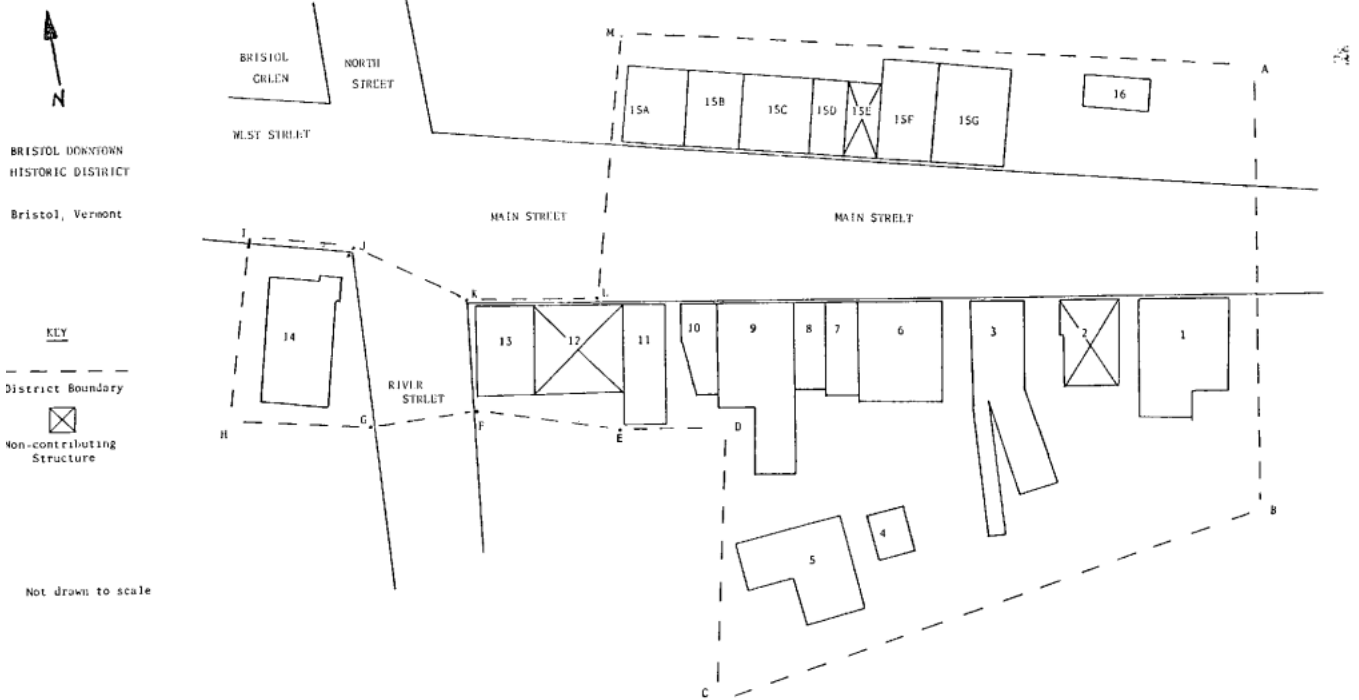 N
BRISTOL DOWNTOWN
HISTORIC DISTRICT
Bristol, Vermont
KEY
District Boundary
Non-contributing
Structure
Not drawn to scale
BRISTOL
GREEN
NORTH
STREET
WEST STREET
MAIN STREET
MAIN STREET
RIVER
STREET
M
A
15A
15B
15C
15D
15E
15F
15G
16
I
J
K
L
14
13
12
11
10
9
8
7
6
3
2
1
H
G
F
E
D
B
5
4
C